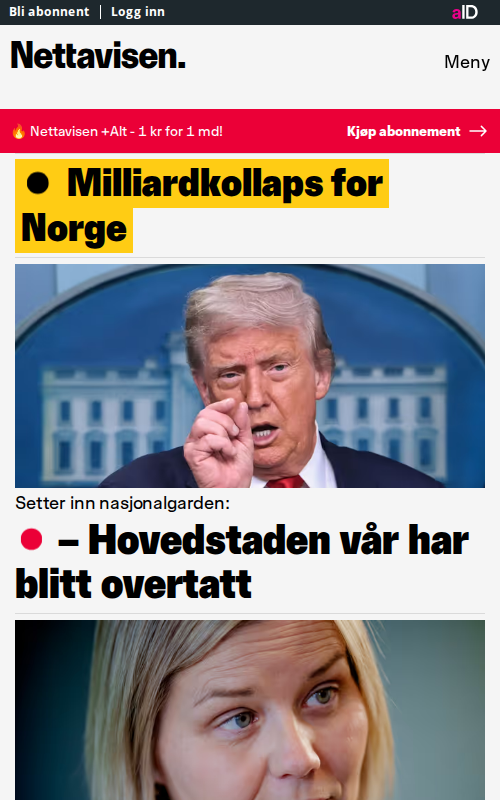 Bli abonnent | Logg inn
aID
Nettavisen.
Meny
🔥 Nettavisen +Alt - 1 kr for 1 md!
Kjøp abonnement →
● Milliardkollaps for
Norge
Setter inn nasjonalgarden:
● – Hovedstaden vår har
blitt overtatt